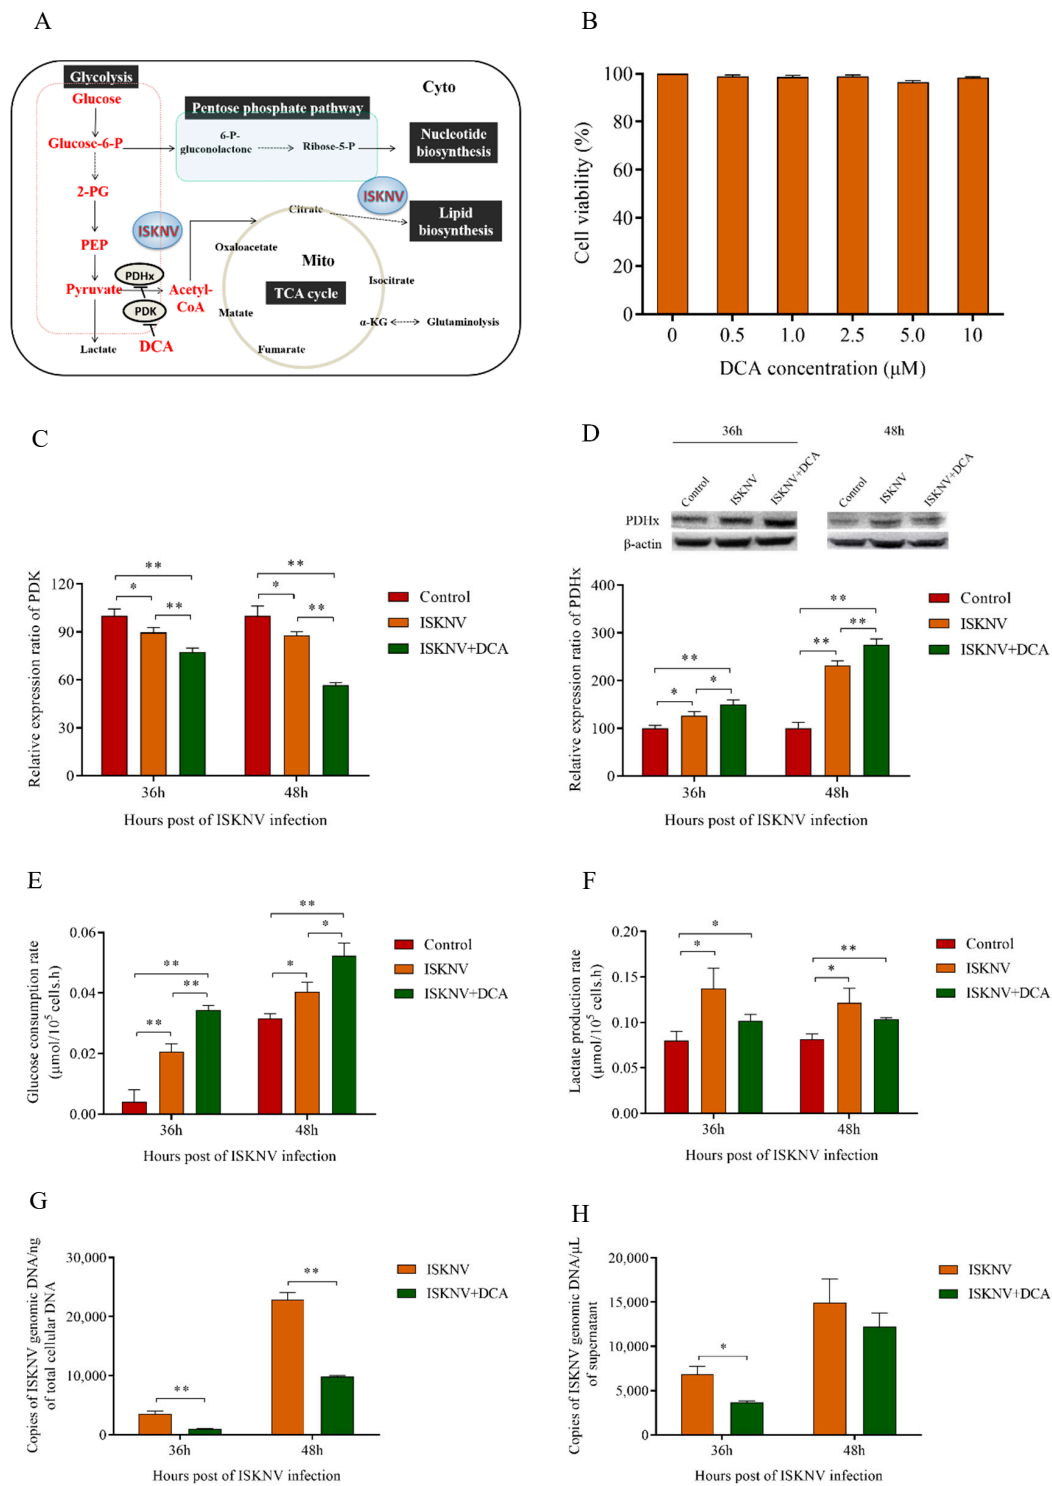 A
Glycolysis
Glucose
Glucose-6-P
2-PG
PEP
Pyruvate
Lactate
ISKNV
PDHx
PDK
DCA
Acetyl-
CoA
Pentose phosphate pathway
6-P-
gluconolactone
Ribose-5-P
Cyto
Nucleotide
biosynthesis
ISKNV
Lipid
biosynthesis
Citrate
Oxaloacetate
Mito
TCA cycle
Isocitrate
Matate
α-KG
Glutaminolysis
Fumarate
B
Cell viability (%)
100
80
60
40
20
0
0 0.5 1.0 2.5 5.0 10
DCA concentration (μM)
C
Relative expression ratio of PDK
120
90
60
30
0
** * ** ** * **
36h 48h
Hours post of ISKNV infection
Control
ISKNV
ISKNV+DCA
D
36h 48h
Control ISKNV ISKNV+DCA Control ISKNV ISKNV+DCA
PDHx
β-actin
Relative expression ratio of PDHx
400
300
200
100
0
** * * ** ** **
36h 48h
Hours post of ISKNV infection
Control
ISKNV
ISKNV+DCA
E
Glucose consumption rate
(μmol/10⁵ cells.h)
0.06
0.04
0.02
0.00
** ** ** ** * *
36h 48h
Hours post of ISKNV infection
Control
ISKNV
ISKNV+DCA
F
Lactate production rate
(μmol/10⁵ cells.h)
0.20
0.15
0.10
0.05
0.00
* * ** *
36h 48h
Hours post of ISKNV infection
Control
ISKNV
ISKNV+DCA
G
Copies of ISKNV genomic DNA/ng
of total cellular DNA
30,000
20,000
10,000
0
** **
36h 48h
Hours post of ISKNV infection
ISKNV
ISKNV+DCA
H
Copies of ISKNV genomic DNA/μL
of supernatant
20,000
15,000
10,000
5,000
0
*
36h 48h
Hours post of ISKNV infection
ISKNV
ISKNV+DCA